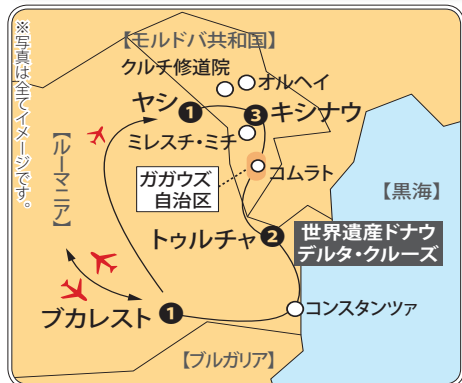 ※写真は全てイメージです。
【モルドバ共和国】
クルチ修道院
オルヘイ
ヤシ❶
❸キシナウ
ミレスチ・ミチ
コムラト
【ルーマニア】
ガガウズ
自治区
【黒海】
トゥルチャ❷
世界遺産ドナウ
デルタ・クルーズ
ブカレスト❶
コンスタンツァ
【ブルガリア】